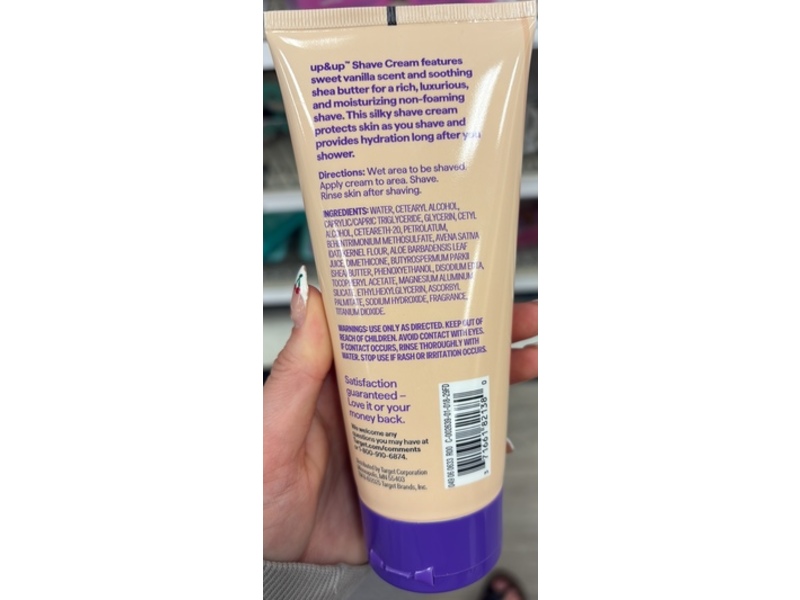 up&up™ Shave Cream features
sweet vanilla scent and soothing
shea butter for a rich, luxurious,
and moisturizing non-foaming
shave. This silky shave cream
protects skin as you shave and
provides hydration long after you
shower.
Directions: Wet area to be shaved.
Apply cream to area. Shave.
Rinse skin after shaving.
INGREDIENTS: WATER, CETEARYL ALCOHOL,
CAPRYLIC/CAPRIC TRIGLYCERIDE, GLYCERIN, CETYL
ALCOHOL, CETEARETH-20, PETROLATUM,
BEHENTRIMONIUM METHOSULFATE, AVENA SATIVA
(OAT) KERNEL FLOUR, ALOE BARBADENSIS LEAF
JUICE, DIMETHICONE, BUTYROSPERMUM PARKII
(SHEA) BUTTER, PHENOXYETHANOL, DISODIUM EDTA,
TOCOPHERYL ACETATE, MAGNESIUM ALUMINUM
SILICATE, ETHYLHEXYLGLYCERIN, ASCORBYL
PALMITATE, SODIUM HYDROXIDE, FRAGRANCE,
TITANIUM DIOXIDE.
WARNINGS: USE ONLY AS DIRECTED. KEEP OUT OF
REACH OF CHILDREN. AVOID CONTACT WITH EYES.
IF CONTACT OCCURS, RINSE THOROUGHLY WITH
WATER. STOP USE IF RASH OR IRRITATION OCCURS.
Satisfaction
guaranteed –
Love it or your
money back.
We welcome any
questions you may have at
Target.com/comments
or 1-800-910-6874.
Distributed by Target Corporation
Minneapolis, MN 55403
Target Brands, Inc.
5 71661 82138 0